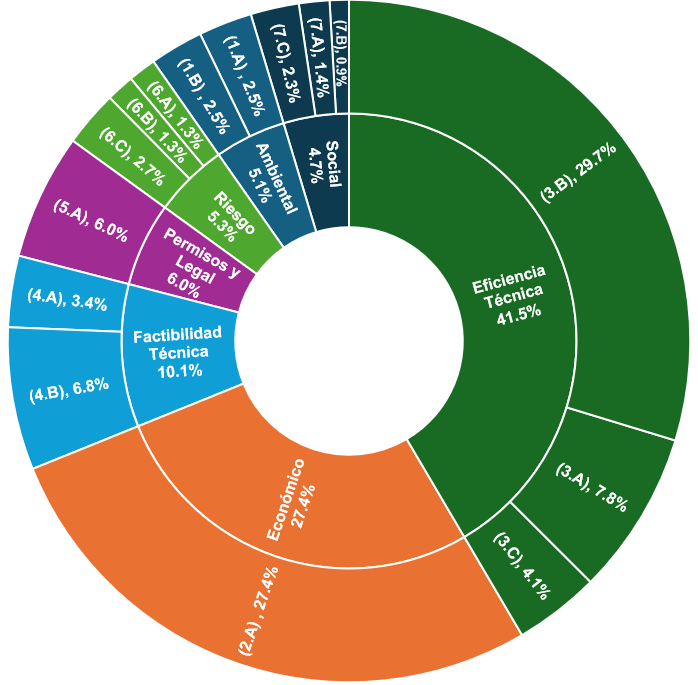 (3.B), 29.7%
(3.A), 7.8%
(3.C), 4.1%
(2.A) , 27.4%
(4.B), 6.8%
(4.A), 3.4%
(5.A), 6.0%
(6.C), 2.7%
(6.B), 1.3%
(6.A), 1.3%
(1.B) , 2.5%
(1.A) , 2.5%
(7.C), 2.3%
(7.A), 1.4%
(7.B), 0.9%
Eficiencia
Técnica
41.5%
Económico
27.4%
Factibilidad
Técnica
10.1%
Permisos y
Legal
6.0%
Riesgo
5.3%
Ambiental
5.1%
Social
4.7%